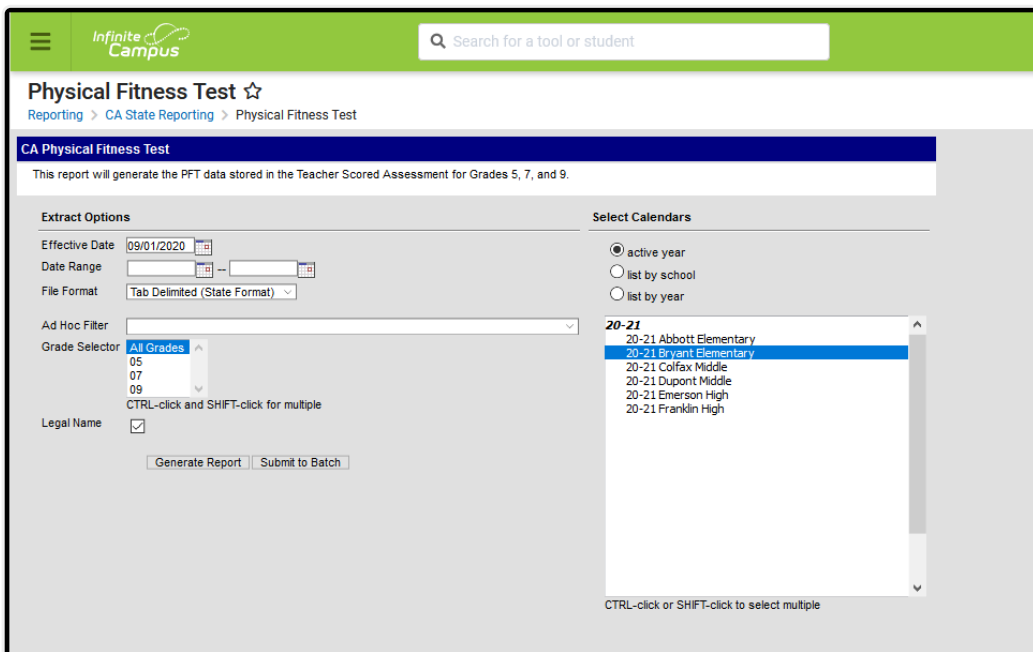 Infinite
Campus
Search for a tool or student
Physical Fitness Test
Reporting > CA State Reporting > Physical Fitness Test
CA Physical Fitness Test
This report will generate the PFT data stored in the Teacher Scored Assessment for Grades 5, 7, and 9.
Extract Options
Effective Date 09/01/2020
Date Range --
File Format Tab Delimited (State Format)
Ad Hoc Filter
Grade Selector All Grades
05
07
09
CTRL-click and SHIFT-click for multiple
Legal Name
Generate Report Submit to Batch
Select Calendars
active year
list by school
list by year
20-21
20-21 Abbott Elementary
20-21 Bryant Elementary
20-21 Colfax Middle
20-21 Dupont Middle
20-21 Emerson High
20-21 Franklin High
CTRL-click or SHIFT-click to select multiple